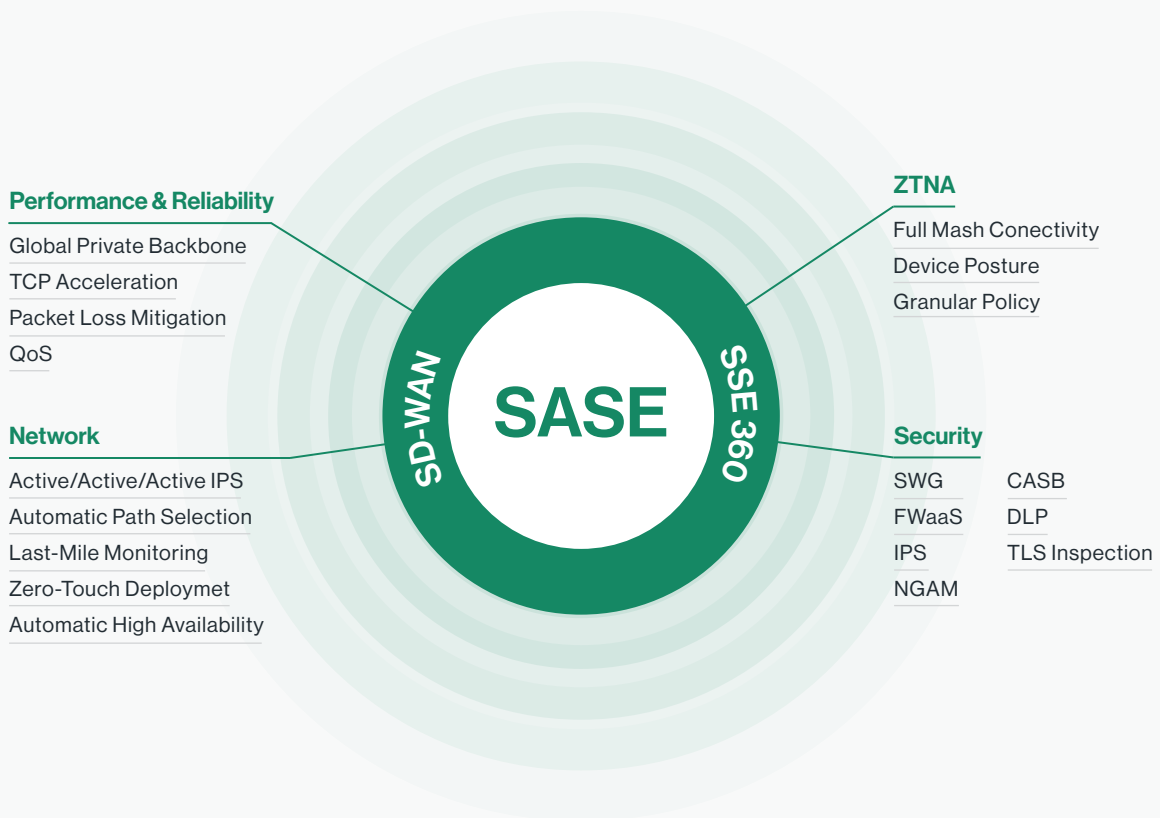 Performance & Reliability
Global Private Backbone
TCP Acceleration
Packet Loss Mitigation
QoS
Network
Active/Active/Active IPS
Automatic Path Selection
Last-Mile Monitoring
Zero-Touch Deploymet
Automatic High Availability
SD-WAN
SASE
SSE 360
ZTNA
Full Mash Conectivity
Device Posture
Granular Policy
Security
SWG
FWaaS
IPS
NGAM
CASB
DLP
TLS Inspection